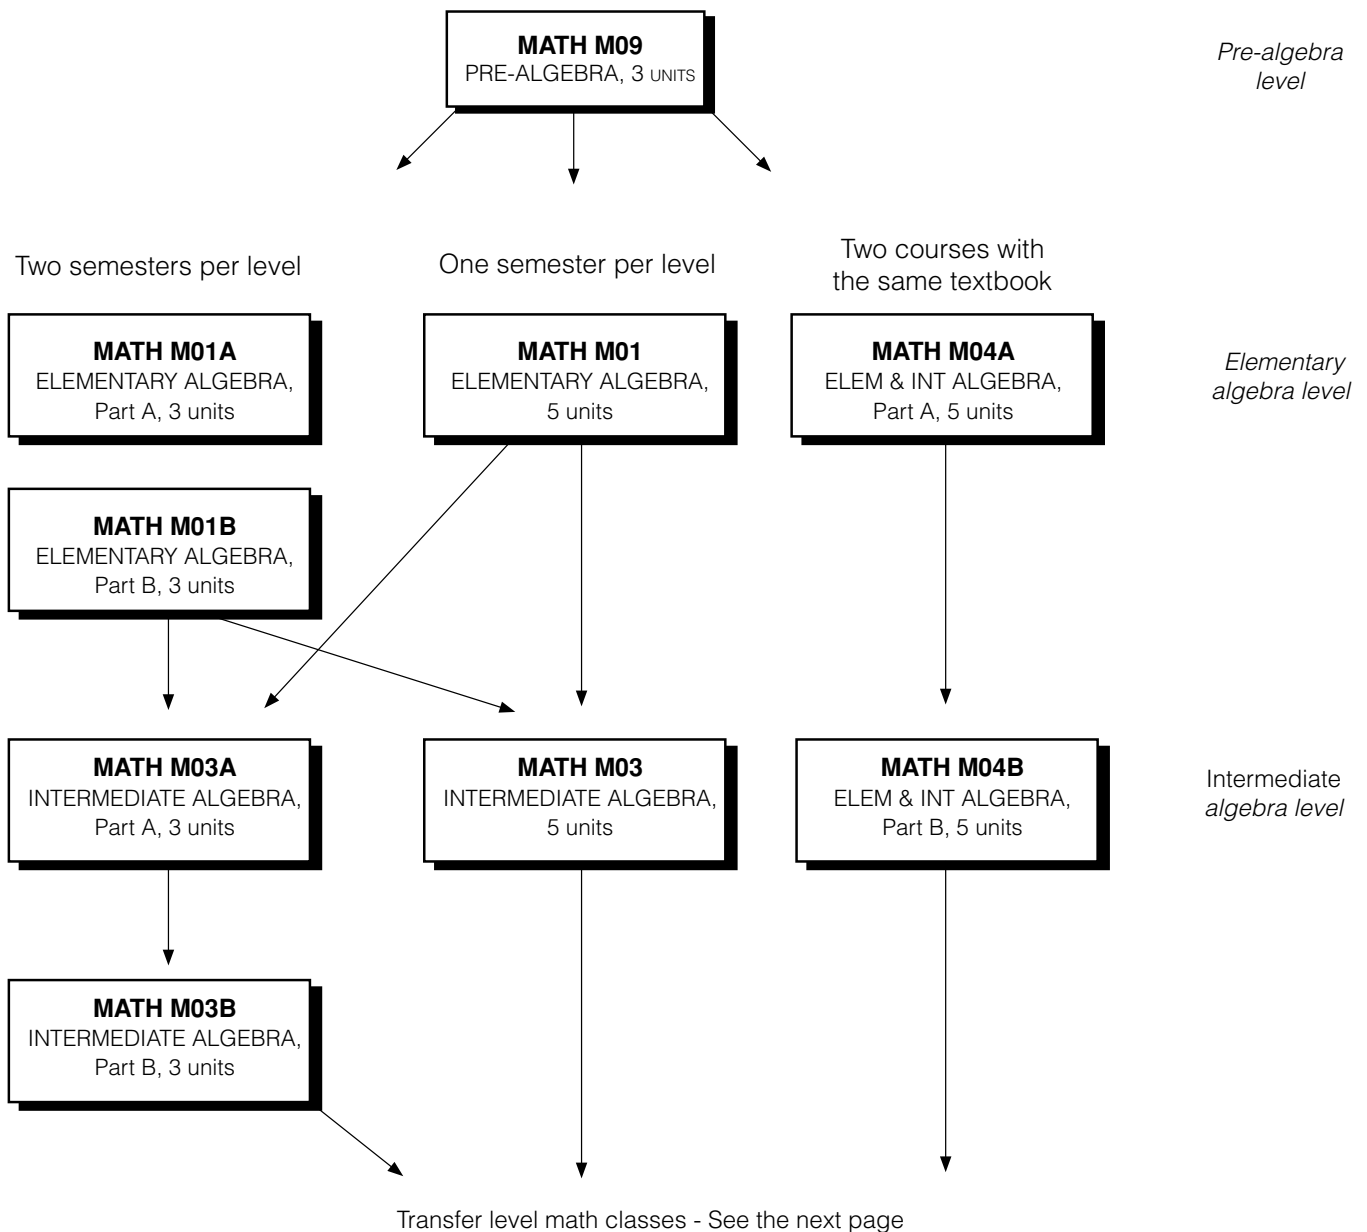 MATH M09
PRE-ALGEBRA, 3 UNITS
Pre-algebra
level
Two semesters per level
One semester per level
Two courses with
the same textbook
MATH M01A
ELEMENTARY ALGEBRA,
Part A, 3 units
MATH M01
ELEMENTARY ALGEBRA,
5 units
MATH M04A
ELEM & INT ALGEBRA,
Part A, 5 units
Elementary
algebra level
MATH M01B
ELEMENTARY ALGEBRA,
Part B, 3 units
MATH M03A
INTERMEDIATE ALGEBRA,
Part A, 3 units
MATH M03
INTERMEDIATE ALGEBRA,
5 units
MATH M04B
ELEM & INT ALGEBRA,
Part B, 5 units
Intermediate
algebra level
MATH M03B
INTERMEDIATE ALGEBRA,
Part B, 3 units
Transfer level math classes - See the next page